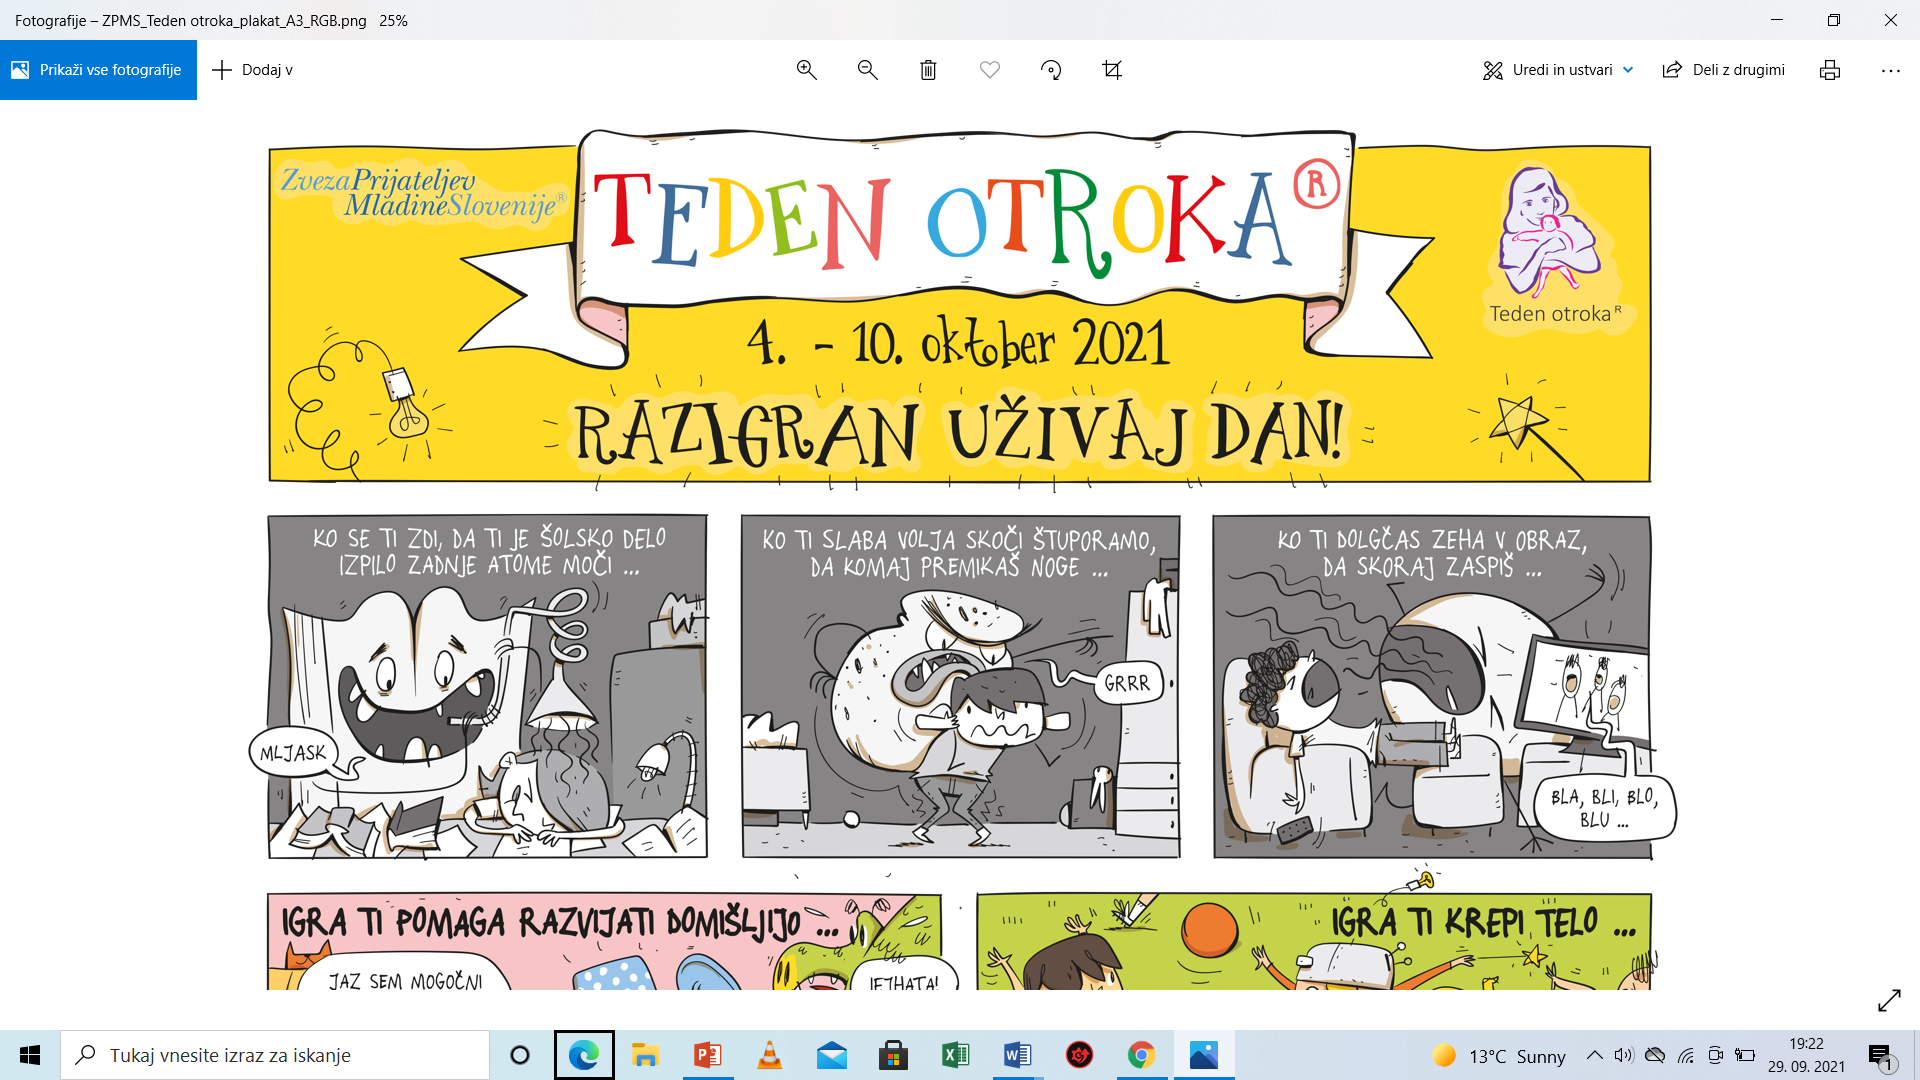 Fotografije – ZPMS_Teden otroka_plakat_A3_RGB.png 25%
Prikaži vse fotografije
Dodaj v
Uredi in ustvari
Deli z drugimi
ZvezaPrijateljev
MladineSlovenije®
TEDEN OTROKA®
Teden otroka R
4. - 10. oktober 2021
RAZIGRAN UŽIVAJ DAN!
KO SE TI ZDI, DA TI JE ŠOLSKO DELO
IZPILO ZADNJE ATOME MOČI ...
MLJASK
KO TI SLABA VOLJA SKOČI ŠTUPORAMO,
DA KOMAJ PREMIKAŠ NOGE ...
GRRR
KO TI DOLGČAS ZEHA V OBRAZ,
DA SKORAJ ZASPIŠ ...
BLA, BLI, BLO,
BLU ...
IGRA TI POMAGA RAZVIJATI DOMIŠLJIJO ...
JAZ SEM MOGOČNI
IEJHATA!
IGRA TI KREPI TELO ...
Tukaj vnesite izraz za iskanje
13°C Sunny
19:22
29. 09. 2021
1